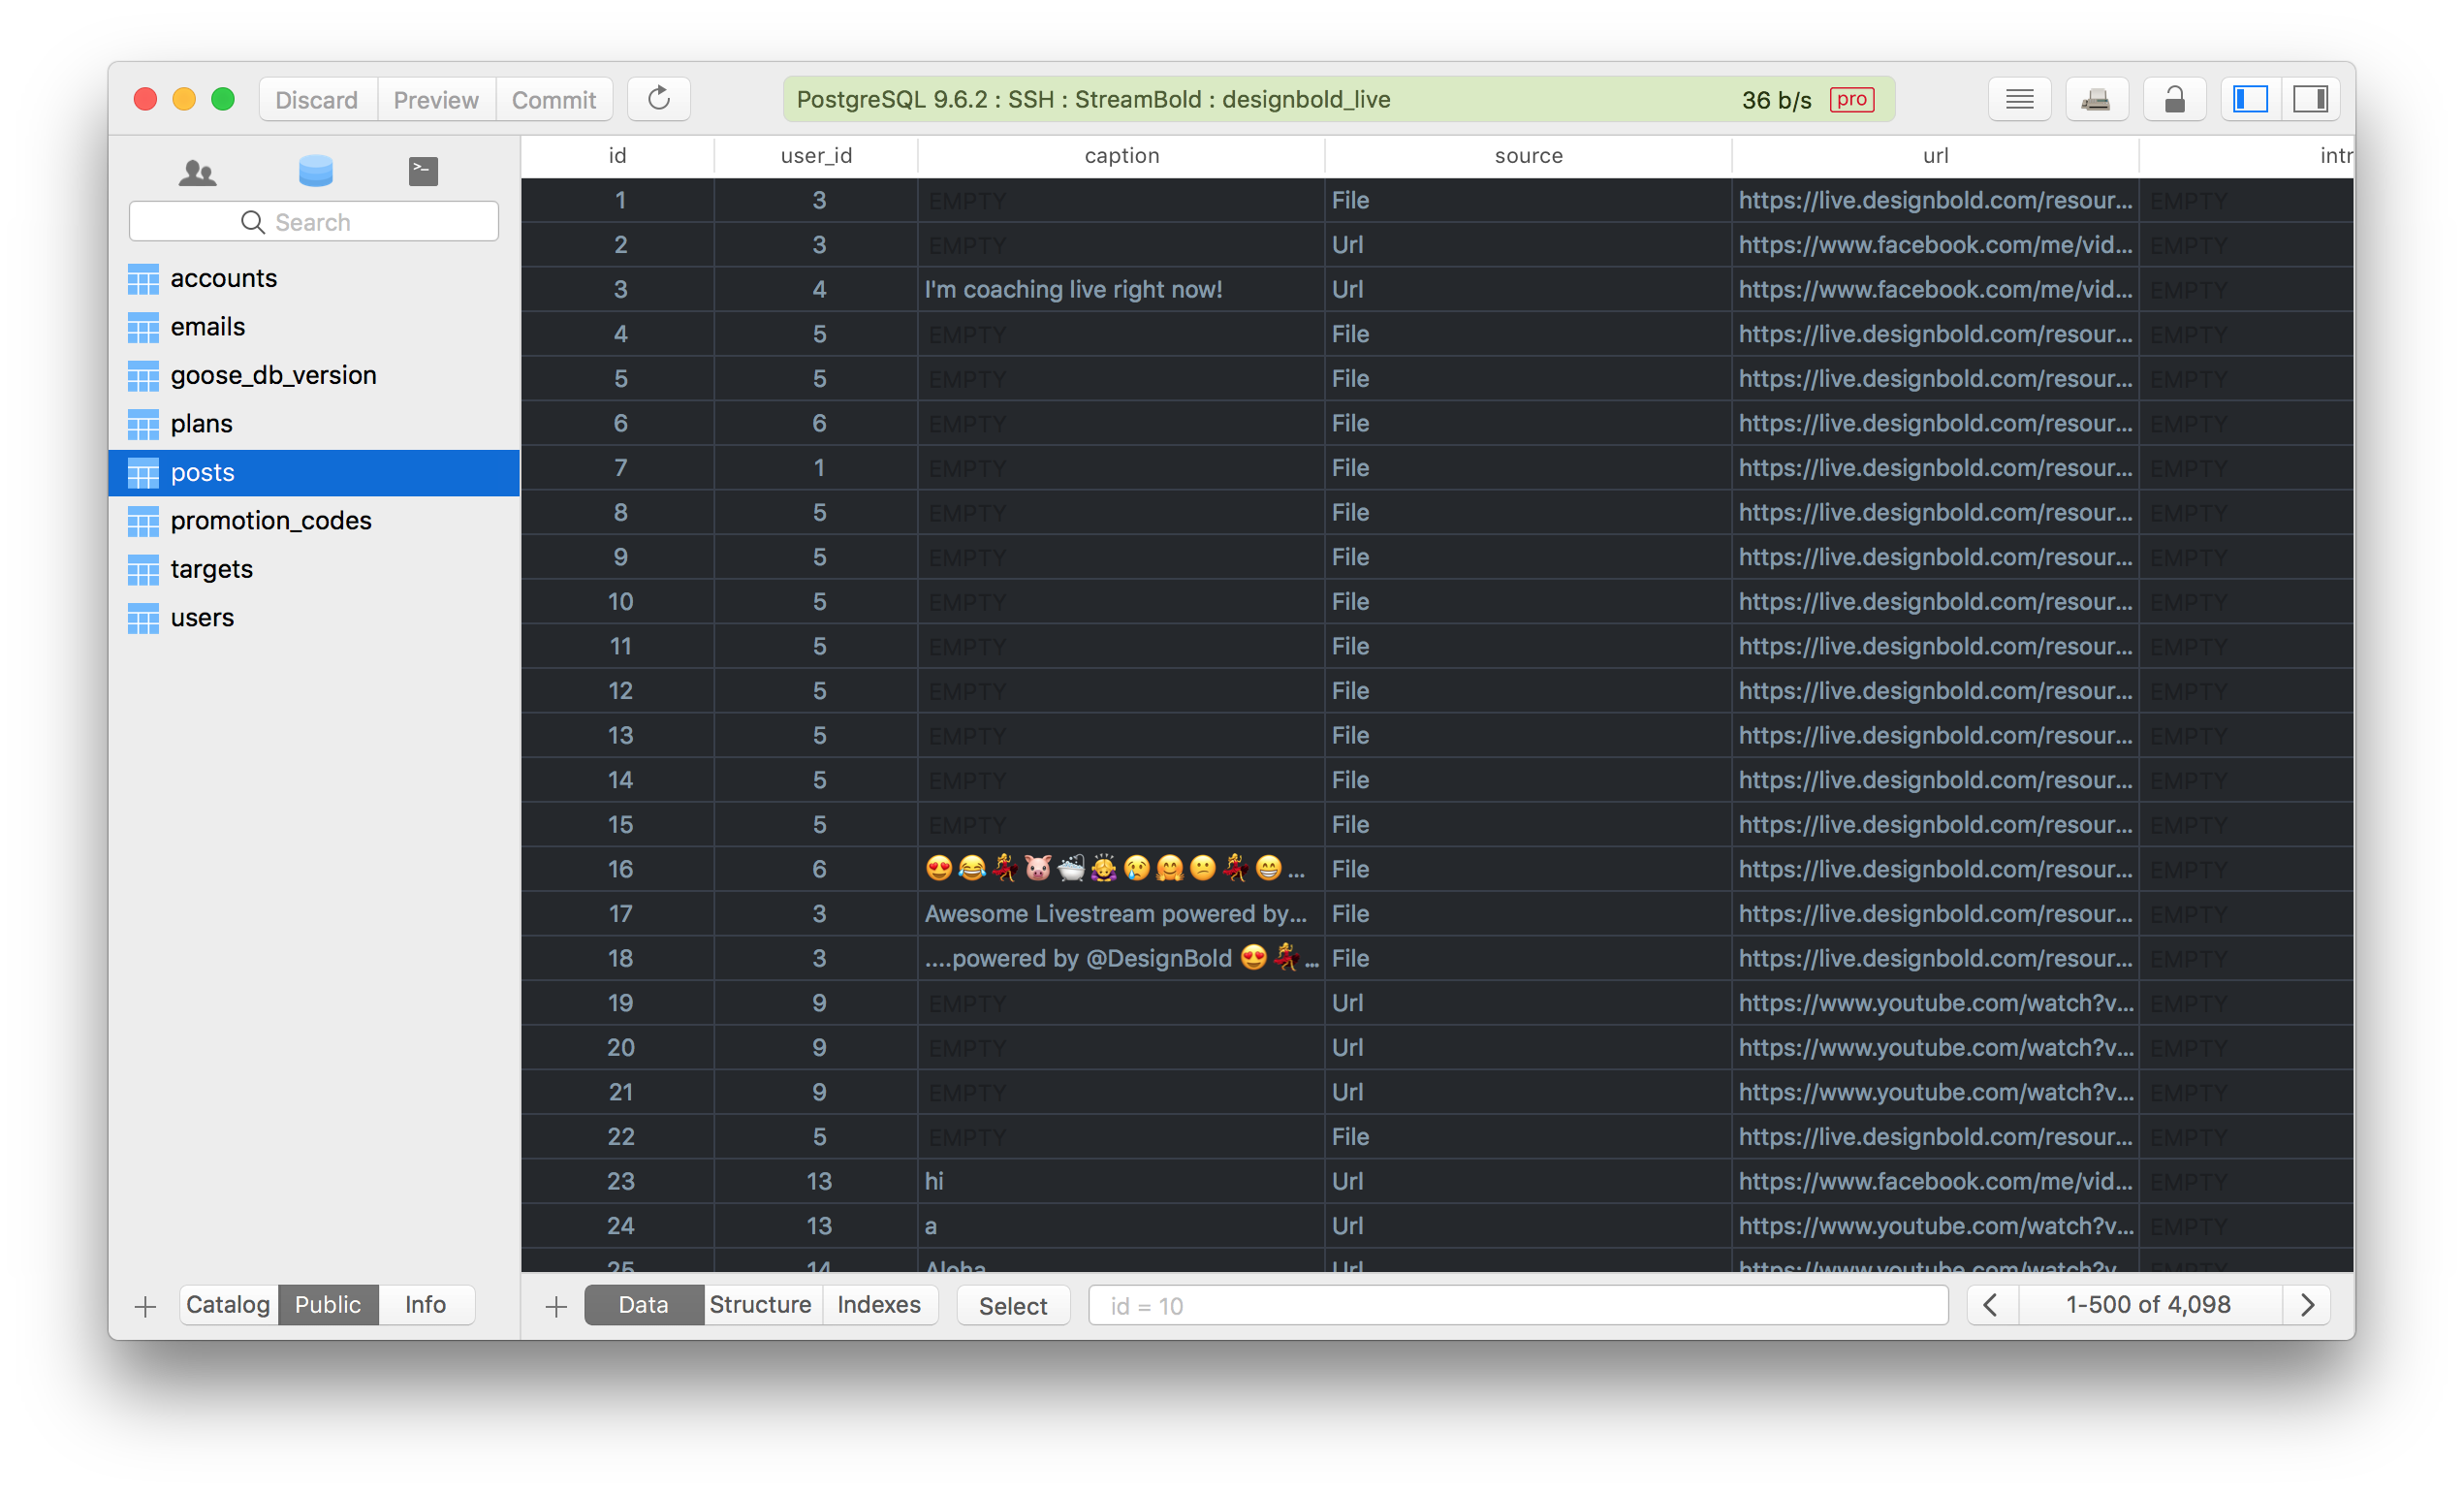 Discard Preview Commit PostgreSQL 9.6.2 : SSH : StreamBold : designbold_live 36 b/s pro
Search
accounts
emails
goose_db_version
plans
posts
promotion_codes
targets
users
id user_id caption source url intr
1 3 EMPTY File https://live.designbold.com/resour... EMPTY
2 3 EMPTY Url https://www.facebook.com/me/vid... EMPTY
3 4 I'm coaching live right now! Url https://www.facebook.com/me/vid... EMPTY
4 5 EMPTY File https://live.designbold.com/resour... EMPTY
5 5 EMPTY File https://live.designbold.com/resour... EMPTY
6 6 EMPTY File https://live.designbold.com/resour... EMPTY
7 1 EMPTY File https://live.designbold.com/resour... EMPTY
8 5 EMPTY File https://live.designbold.com/resour... EMPTY
9 5 EMPTY File https://live.designbold.com/resour... EMPTY
10 5 EMPTY File https://live.designbold.com/resour... EMPTY
11 5 EMPTY File https://live.designbold.com/resour... EMPTY
12 5 EMPTY File https://live.designbold.com/resour... EMPTY
13 5 EMPTY File https://live.designbold.com/resour... EMPTY
14 5 EMPTY File https://live.designbold.com/resour... EMPTY
15 5 EMPTY File https://live.designbold.com/resour... EMPTY
16 6 😍😂💃🐷🛁🙇‍♀️😢🤗😕💃😁... File https://live.designbold.com/resour... EMPTY
17 3 Awesome Livestream powered by... File https://live.designbold.com/resour... EMPTY
18 3 ....powered by @DesignBold 😍💃... File https://live.designbold.com/resour... EMPTY
19 9 EMPTY Url https://www.youtube.com/watch?v... EMPTY
20 9 EMPTY Url https://www.youtube.com/watch?v... EMPTY
21 9 EMPTY Url https://www.youtube.com/watch?v... EMPTY
22 5 EMPTY File https://live.designbold.com/resour... EMPTY
23 13 hi Url https://www.facebook.com/me/vid... EMPTY
24 13 a Url https://www.youtube.com/watch?v... EMPTY
25 14 Aloha Url https://www.youtube.com/watch?v... EMPTY
Catalog Public Info Data Structure Indexes Select id = 10 1-500 of 4,098